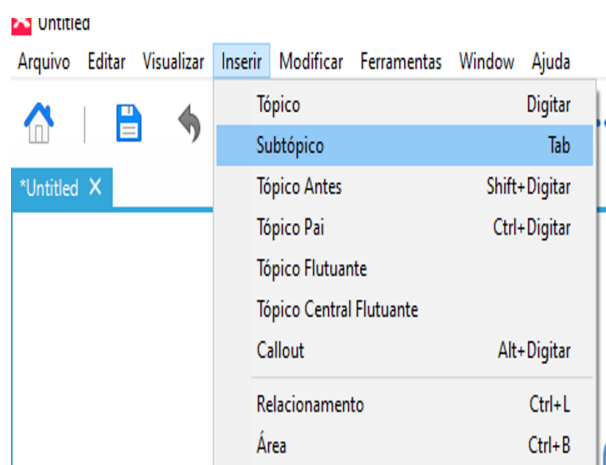 Untitled
Arquivo Editar Visualizar Inserir Modificar Ferramentas Window Ajuda
*Untitled X
Tópico Digitar
Subtópico Tab
Tópico Antes Shift+Digitar
Tópico Pai Ctrl+Digitar
Tópico Flutuante
Tópico Central Flutuante
Callout Alt+Digitar
Relacionamento Ctrl+L
Área Ctrl+B